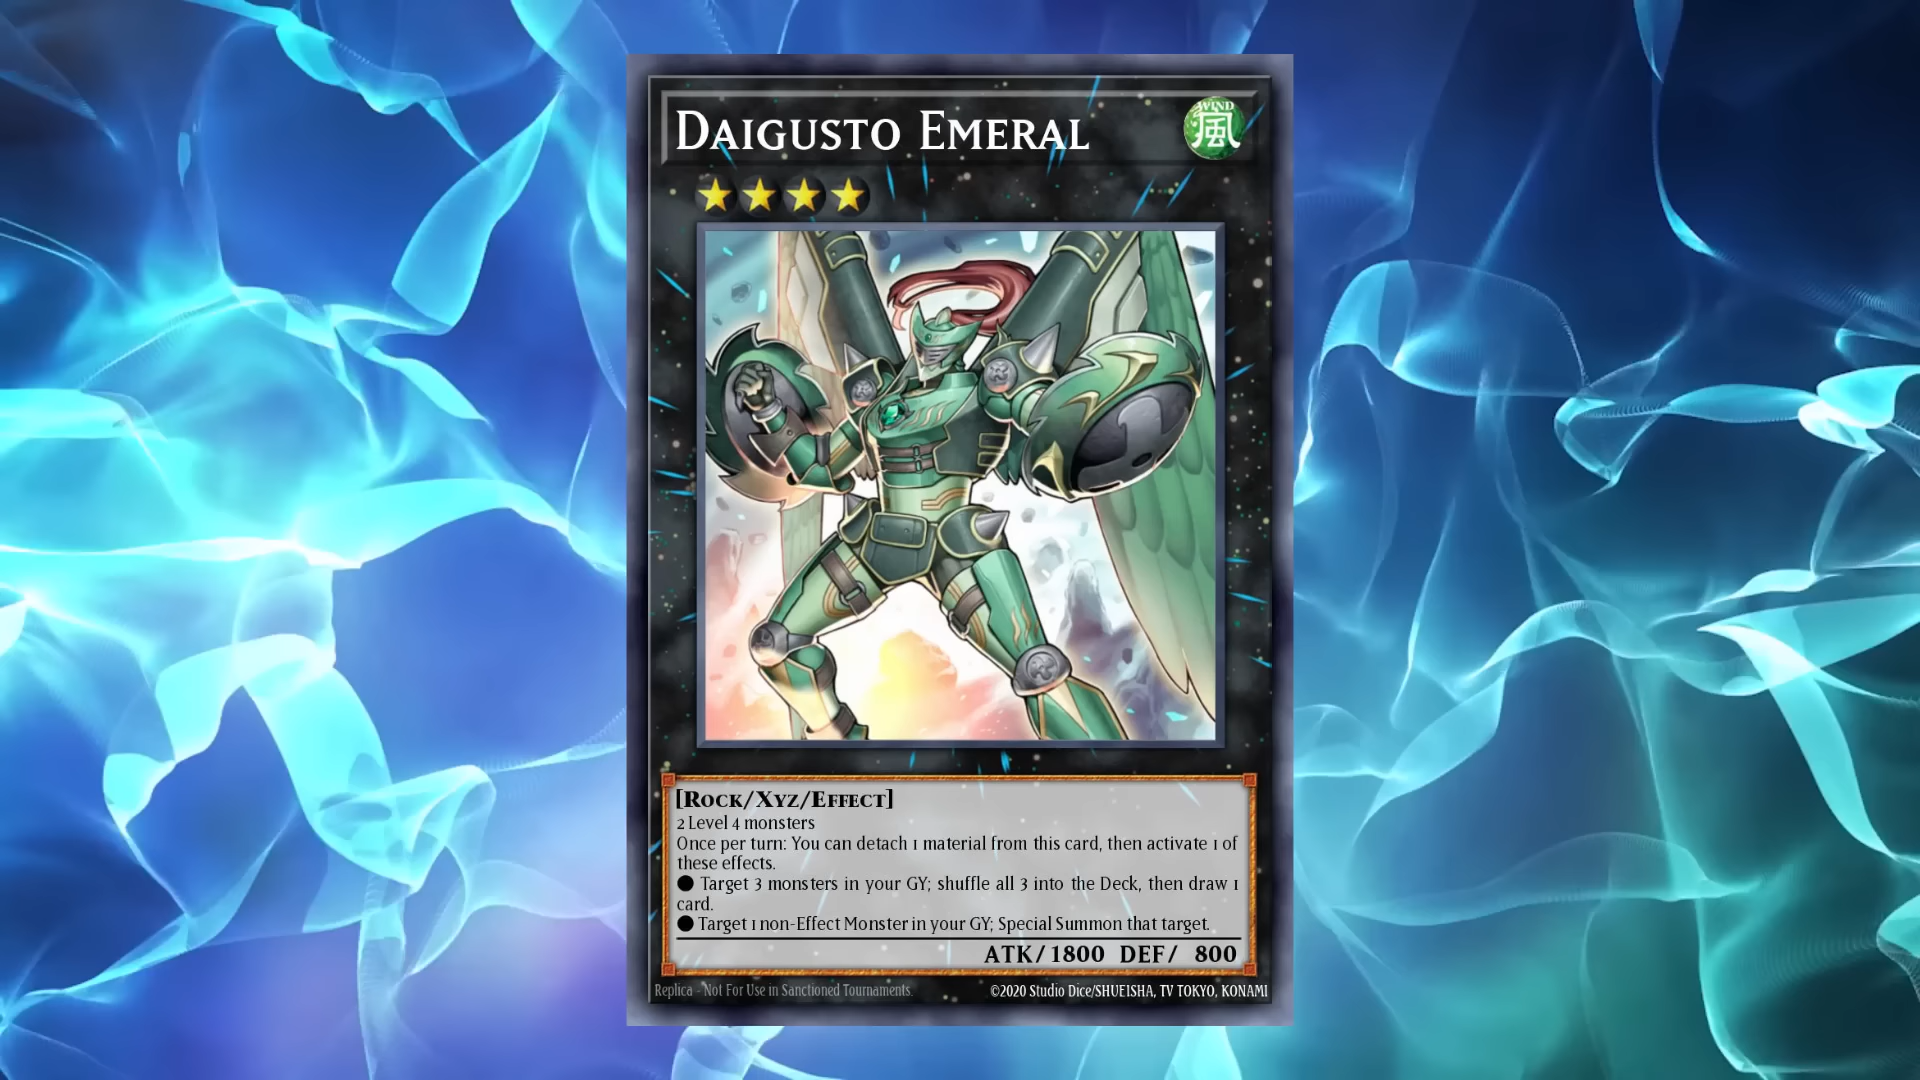 Daigusto Emeral
WIND
風
[Rock/Xyz/Effect]
2 Level 4 monsters
Once per turn: You can detach 1 material from this card, then activate 1 of
these effects.
● Target 3 monsters in your GY; shuffle all 3 into the Deck, then draw 1
card.
● Target 1 non-Effect Monster in your GY; Special Summon that target.
ATK/1800 DEF/ 800
Replica - Not For Use in Sanctioned Tournaments.
©2020 Studio Dice/SHUEISHA, TV TOKYO, KONAMI